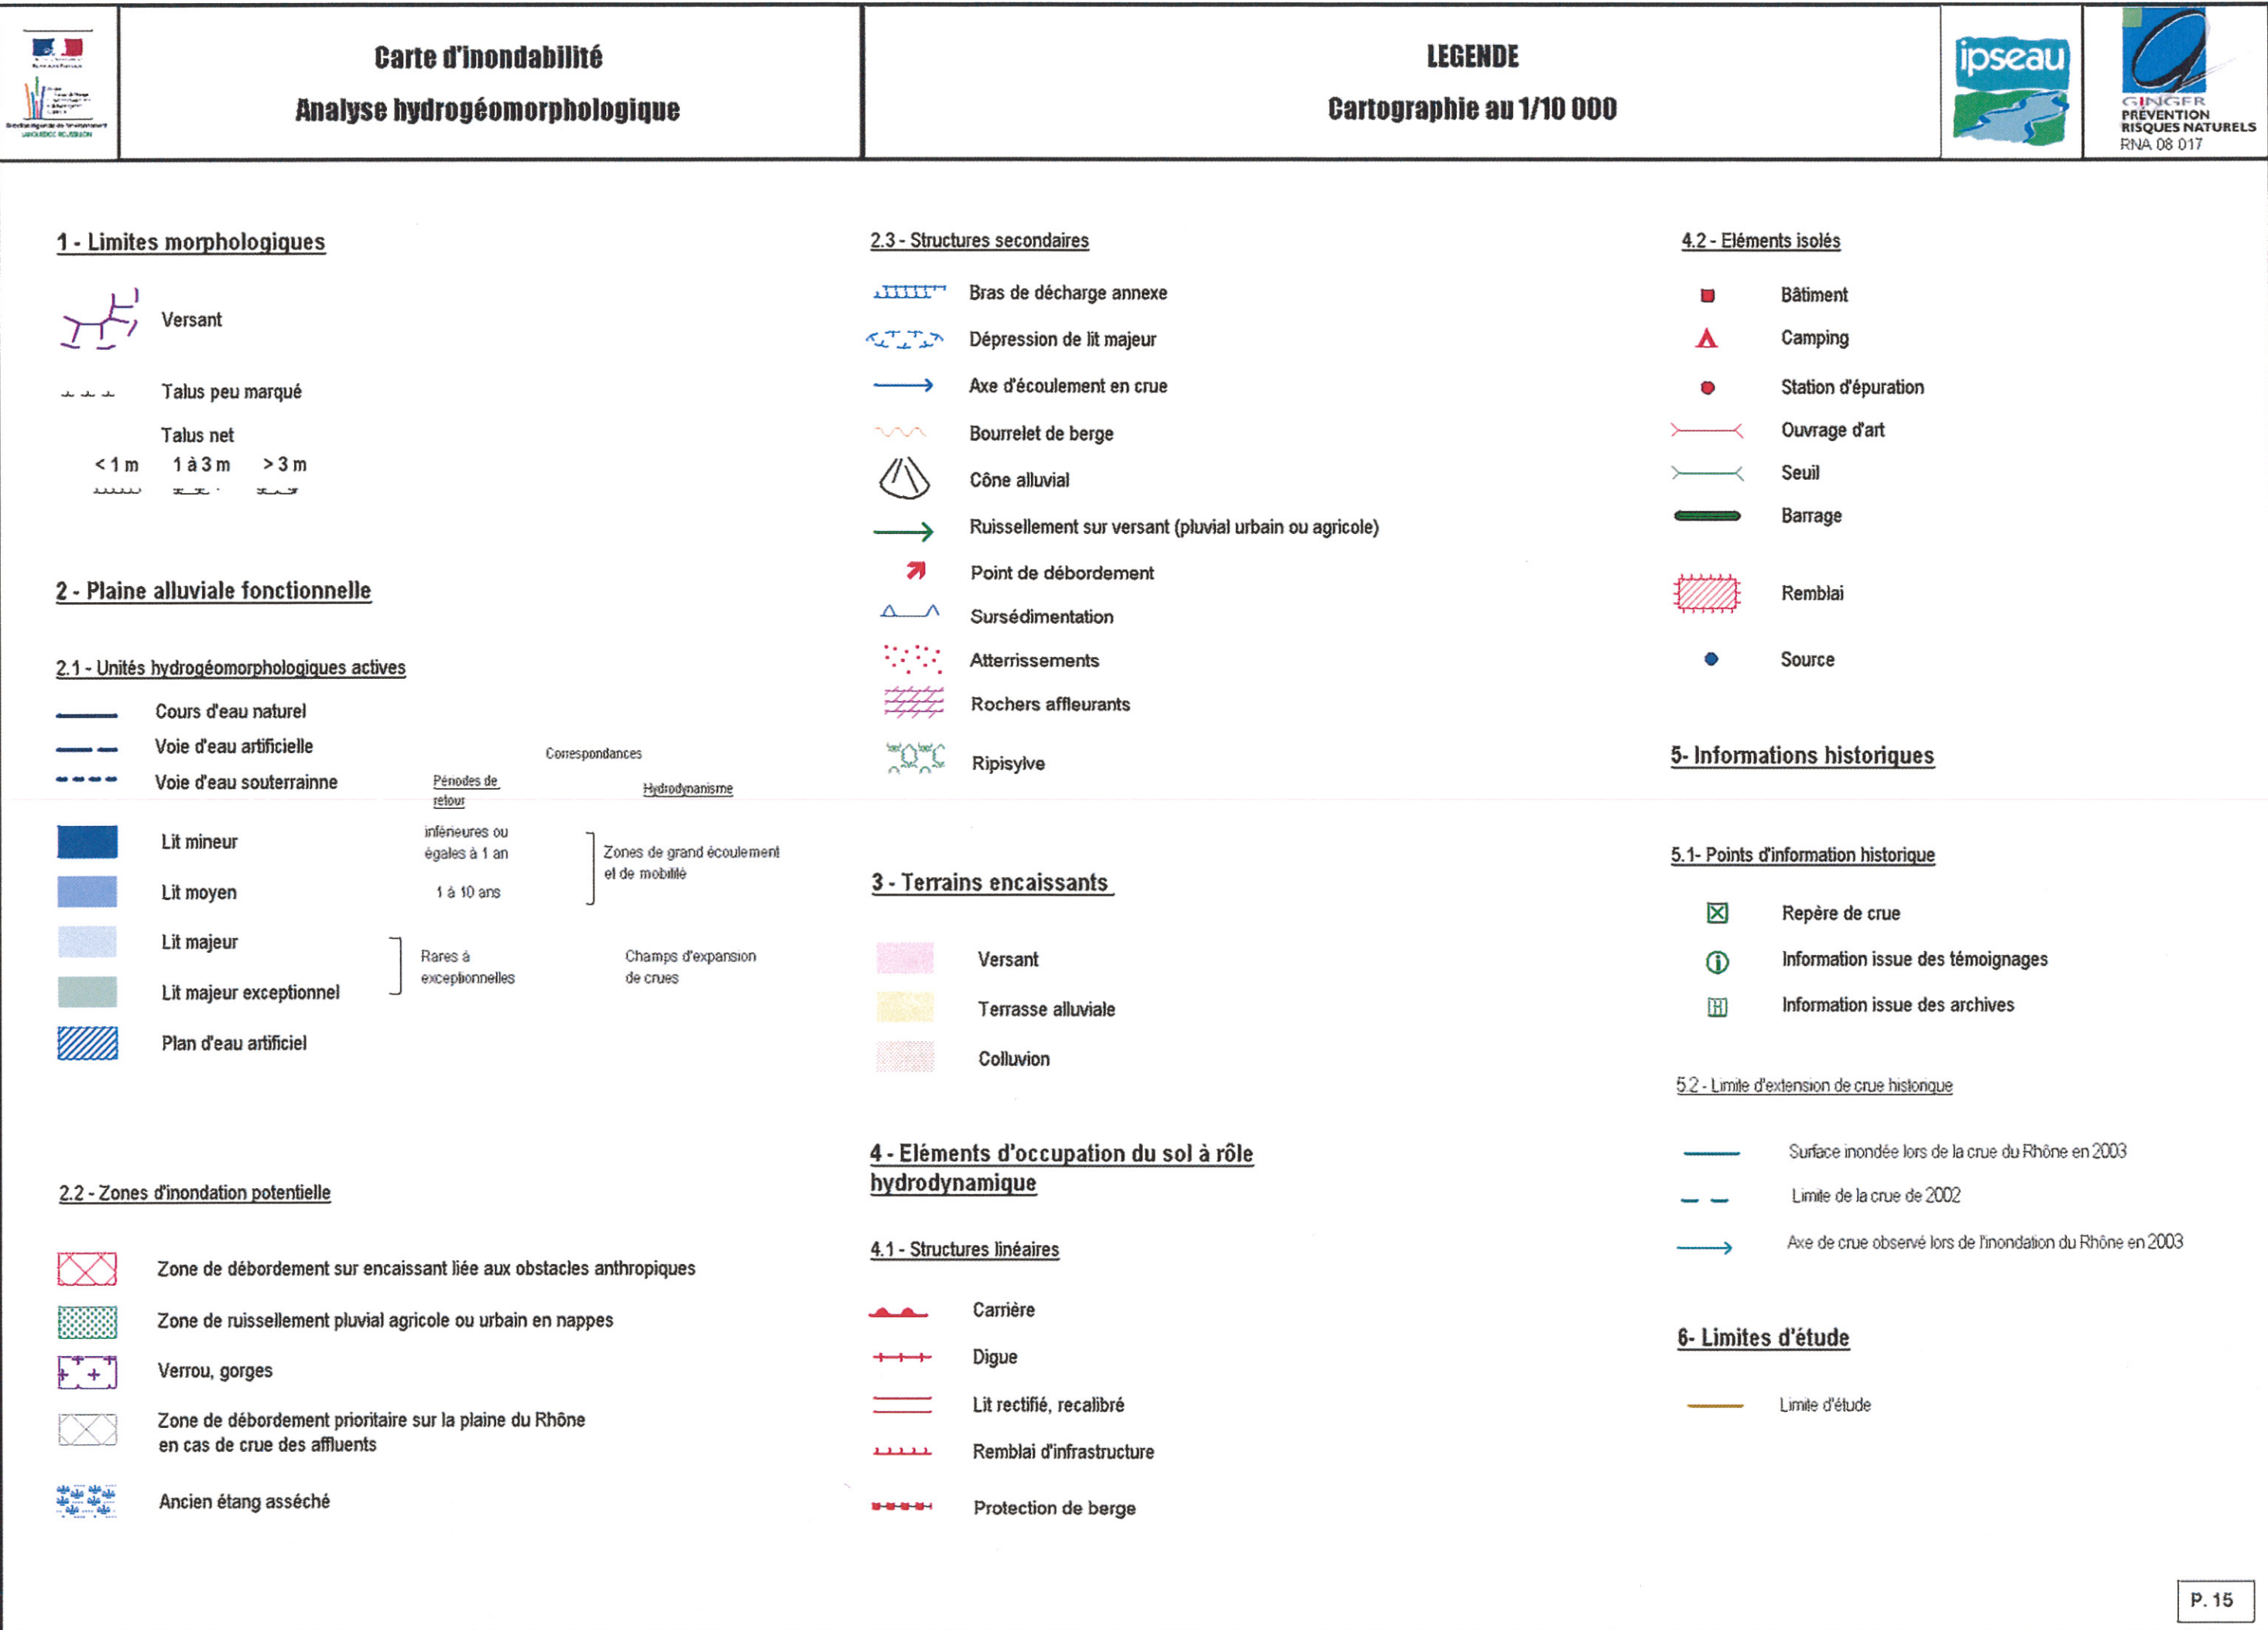 Carte d'inondabilité
Analyse hydrogéomorphologique
LEGENDE
Cartographie au 1/10 000
LANGUEDOC ROUSSILLON
ipseau
GINGER
PRÉVENTION
RISQUES NATURELS
RNA 08 017
1 - Limites morphologiques
Versant
Talus peu marqué
Talus net
< 1 m 1 à 3 m > 3 m
2 - Plaine alluviale fonctionnelle
2.1 - Unités hydrogéomorphologiques actives
Cours d'eau naturel
Voie d'eau artificielle
Voie d'eau souterrainne
Correspondances
Périodes de
retour
Hydrodynanisme
Lit mineur
inférieures ou
égales à 1 an
Zones de grand écoulement
et de mobilité
Lit moyen
1 à 10 ans
Lit majeur
Rares à
exceptionnelles
Champs d'expansion
de crues
Lit majeur exceptionnel
Plan d'eau artificiel
2.2 - Zones d'inondation potentielle
Zone de débordement sur encaissant liée aux obstacles anthropiques
Zone de ruissellement pluvial agricole ou urbain en nappes
Verrou, gorges
Zone de débordement prioritaire sur la plaine du Rhône
en cas de crue des affluents
Ancien étang asséché
2.3 - Structures secondaires
Bras de décharge annexe
Dépression de lit majeur
Axe d'écoulement en crue
Bourrelet de berge
Cône alluvial
Ruissellement sur versant (pluvial urbain ou agricole)
Point de débordement
Sursédimentation
Atterrissements
Rochers affleurants
Ripisylve
3 - Terrains encaissants
Versant
Terrasse alluviale
Colluvion
4 - Eléments d'occupation du sol à rôle
hydrodynamique
4.1 - Structures linéaires
Carrière
Digue
Lit rectifié, recalibré
Remblai d'infrastructure
Protection de berge
4.2 - Eléments isolés
Bâtiment
Camping
Station d'épuration
Ouvrage d'art
Seuil
Barrage
Remblai
Source
5- Informations historiques
5.1- Points d'information historique
Repère de crue
Information issue des témoignages
Information issue des archives
5.2 - Limite d'extension de crue historique
Surface inondée lors de la crue du Rhône en 2003
Limite de la crue de 2002
Axe de crue observé lors de l'inondation du Rhône en 2003
6- Limites d'étude
Limite d'étude
P. 15